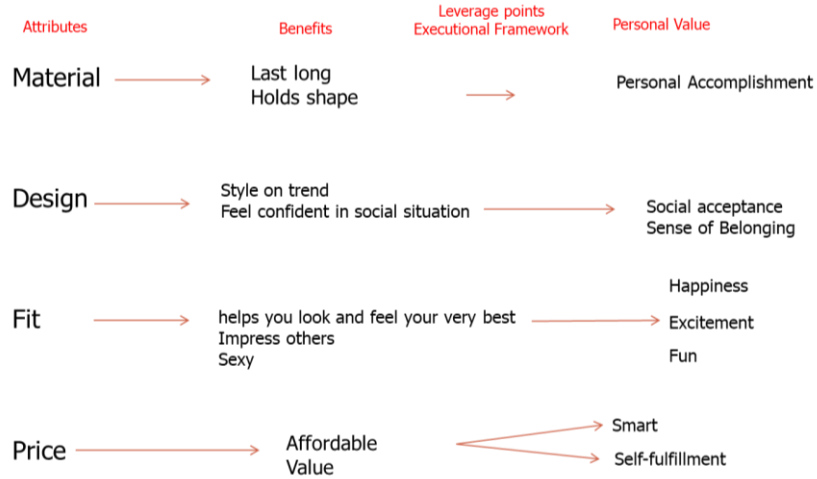 Attributes
Benefits
Leverage points
Executional Framework
Personal Value
Material
Last long
Holds shape
Personal Accomplishment
Design
Style on trend
Feel confident in social situation
Social acceptance
Sense of Belonging
Fit
helps you look and feel your very best
Impress others
Sexy
Happiness
Excitement
Fun
Price
Affordable
Value
Smart
Self-fulfillment